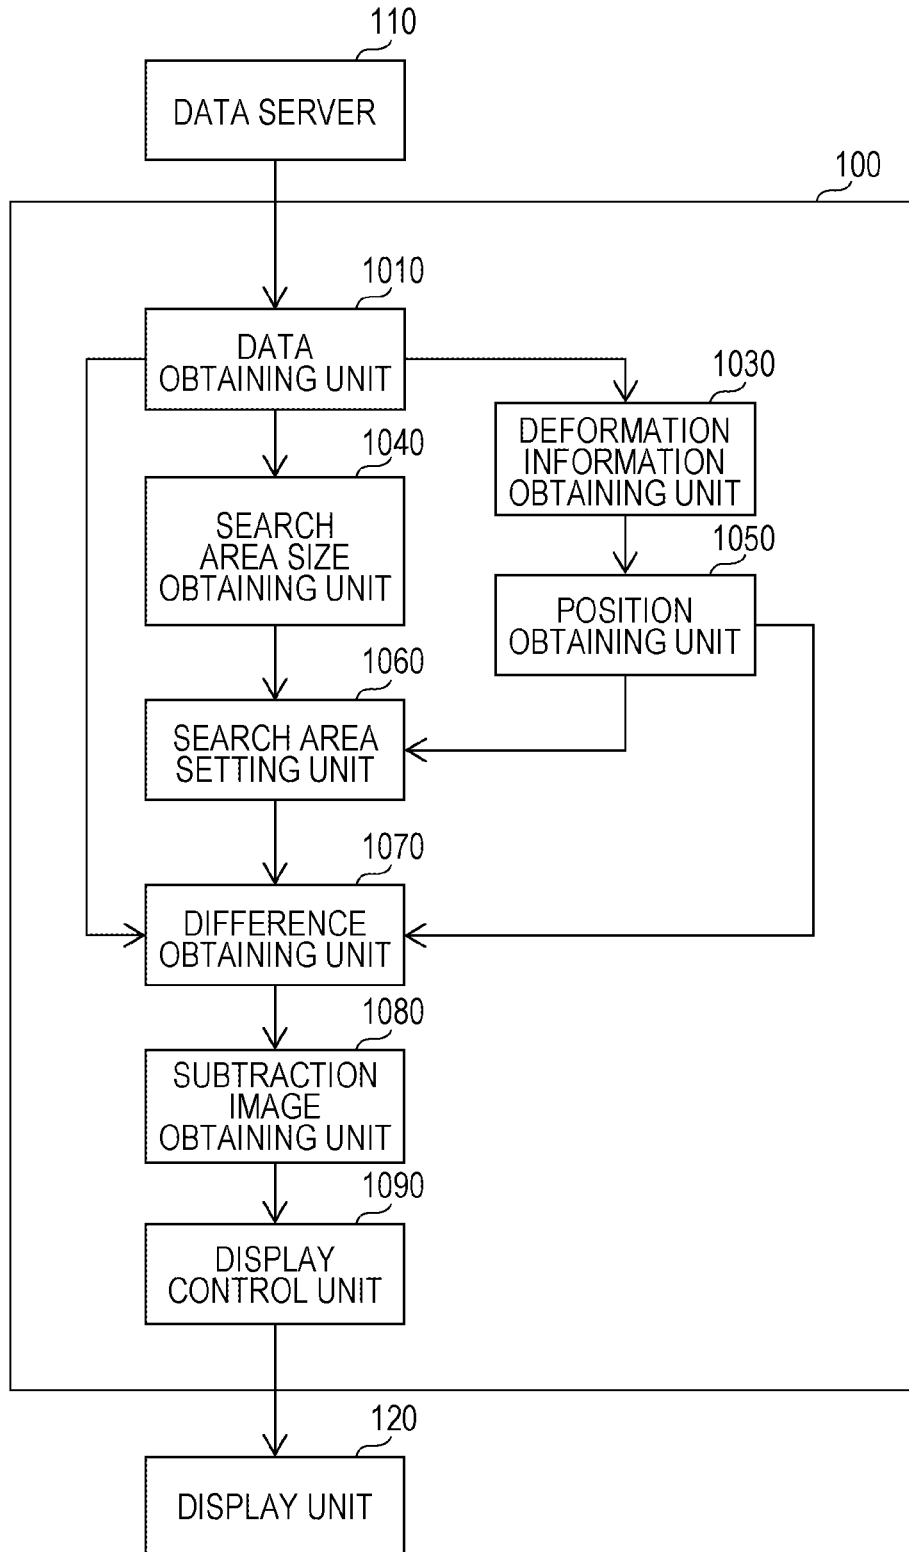 110
DATA SERVER
100
1010
DATA
OBTAINING UNIT
1030
DEFORMATION
INFORMATION
OBTAINING UNIT
1040
SEARCH
AREA SIZE
OBTAINING UNIT
1050
POSITION
OBTAINING UNIT
1060
SEARCH AREA
SETTING UNIT
1070
DIFFERENCE
OBTAINING UNIT
1080
SUBTRACTION
IMAGE
OBTAINING UNIT
1090
DISPLAY
CONTROL UNIT
120
DISPLAY UNIT